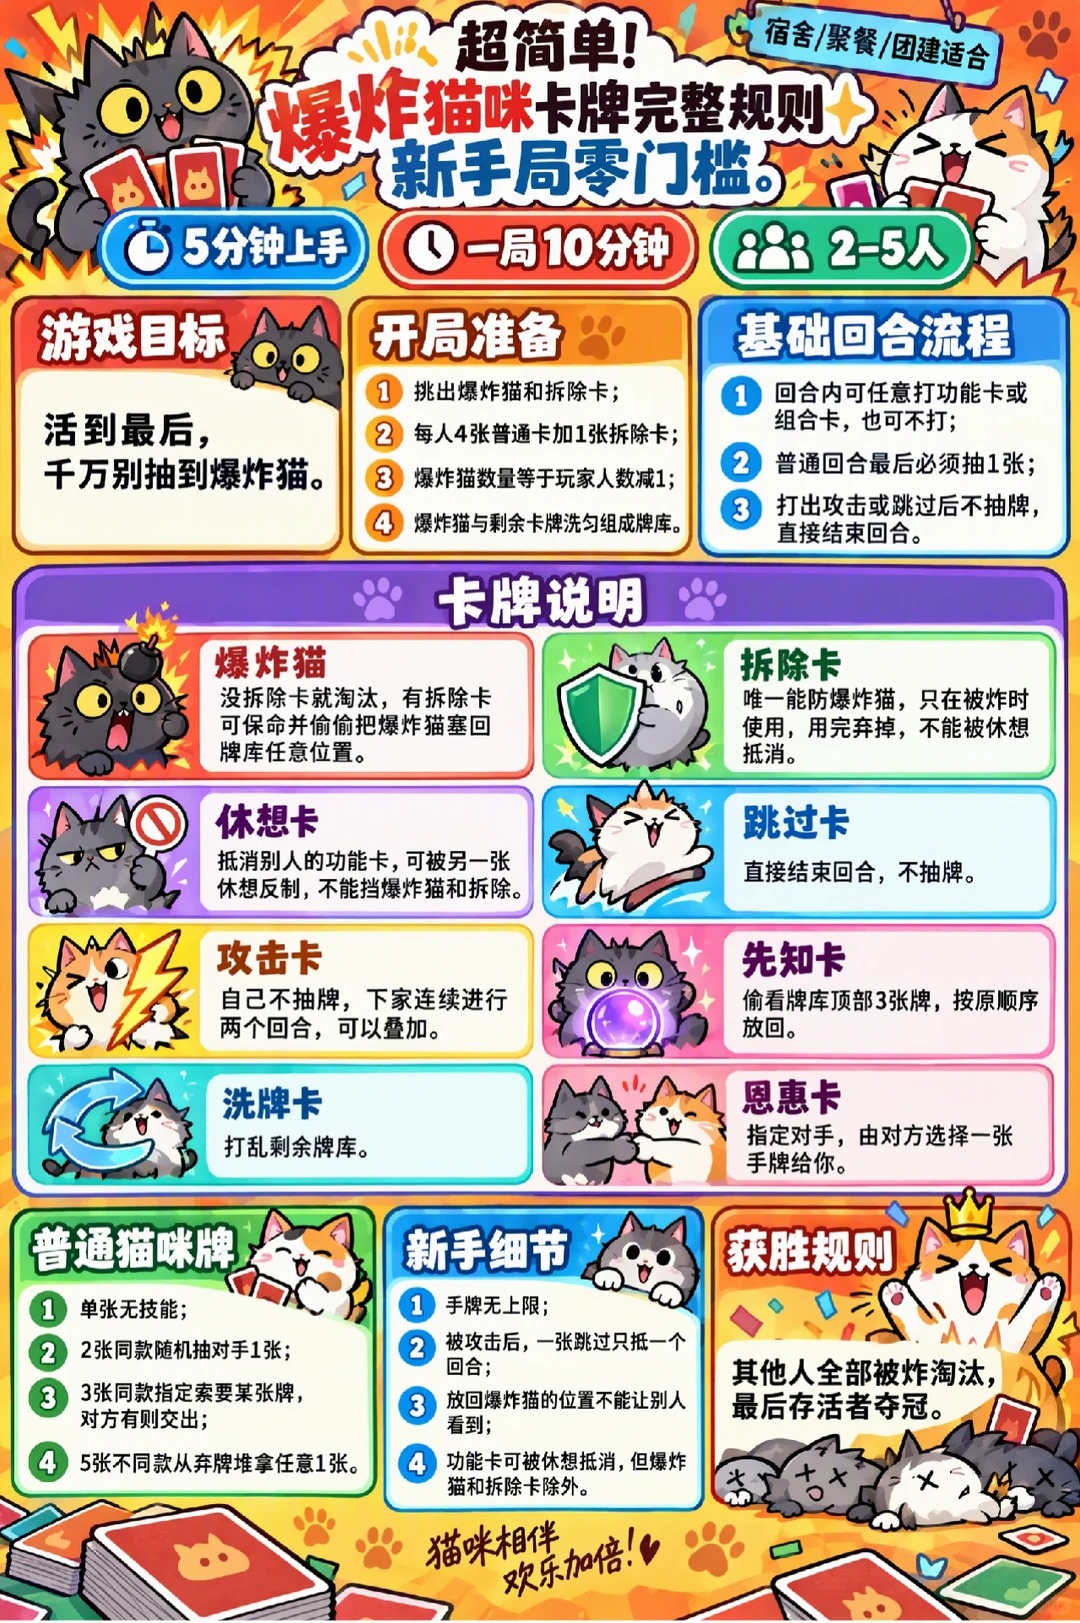 宿舍/聚餐/团建适合
超简单!
爆炸猫咪卡牌完整规则
新手局零门槛。
5分钟上手
一局10分钟
2-5人
游戏目标
活到最后，
千万别抽到爆炸猫。
开局准备
1 挑出爆炸猫和拆除卡；
2 每人4张普通卡加1张拆除卡；
3 爆炸猫数量等于玩家人数减1；
4 爆炸猫与剩余卡牌洗匀组成牌库。
基础回合流程
1 回合内可任意打功能卡或
组合卡，也可不打；
2 普通回合最后必须抽1张；
3 打出攻击或跳过后不抽牌，
直接结束回合。
卡牌说明
爆炸猫
没拆除卡就淘汰，有拆除卡
可保命并偷偷把爆炸猫塞回
牌库任意位置。
拆除卡
唯一能防爆炸猫，只在被炸时
使用，用完弃掉，不能被休想
抵消。
休想卡
抵消别人的功能卡，可被另一张
休想反制，不能挡爆炸猫和拆除。
跳过卡
直接结束回合，不抽牌。
攻击卡
自己不抽牌，下家连续进行
两个回合，可以叠加。
先知卡
偷看牌库顶部3张牌，按原顺序
放回。
洗牌卡
打乱剩余牌库。
恩惠卡
指定对手，由对方选择一张
手牌给你。
普通猫咪牌
1 单张无技能；
2 2张同款随机抽对手1张；
3 3张同款指定索要某张牌，
对方有则交出；
4 5张不同款从弃牌堆拿任意1张。
新手细节
1 手牌无上限；
2 被攻击后，一张跳过只抵一个
回合；
3 放回爆炸猫的位置不能让别人
看到；
4 功能卡可被休想抵消，但爆炸
猫和拆除卡除外。
获胜规则
其他人全部被炸淘汰，
最后存活者夺冠。
猫咪相伴
欢乐加倍!